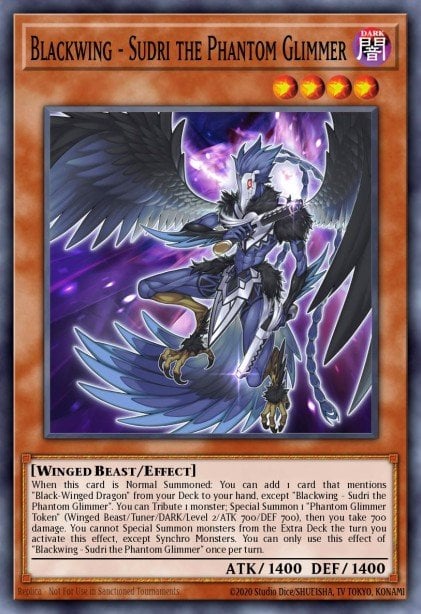 BLACKWING - SUDRI THE PHANTOM GLIMMER
DARK
闇
[WINGED BEAST/EFFECT]
When this card is Normal Summoned: You can add 1 card that mentions
"Black-Winged Dragon" from your Deck to your hand, except "Blackwing - Sudri the
Phantom Glimmer". You can Tribute 1 monster; Special Summon 1 "Phantom Glimmer
Token" (Winged Beast/Tuner/DARK/Level 2/ATK 700/DEF 700), then you take 700
damage. You cannot Special Summon monsters from the Extra Deck the turn you
activate this effect, except Synchro Monsters. You can only use this effect of
"Blackwing - Sudri the Phantom Glimmer" once per turn.
ATK/1400 DEF/1400
Replica - Not For Use in Sanctioned Tournaments
©2020 Studio Dice/SHUEISHA, TV TOKYO, KONAMI